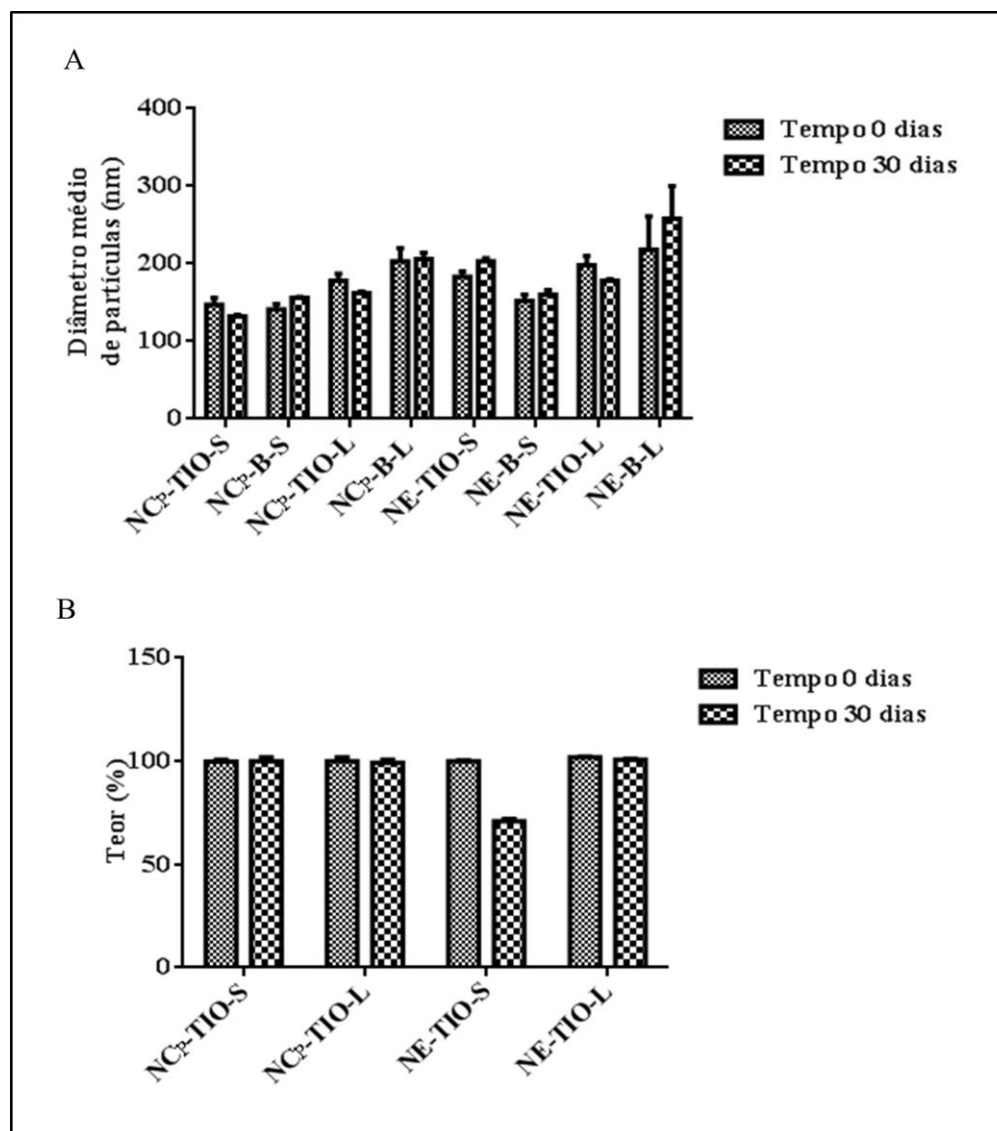 A
400
300
200
100
0
Diâmetro médio
de partículas (nm)
Tempo 0 dias
Tempo 30 dias
NCP-TIO-S
NCP-B-S
NCP-TIO-L
NCP-B-L
NE-TIO-S
NE-B-S
NE-TIO-L
NE-B-L
B
150
100
50
0
Teor (%)
Tempo 0 dias
Tempo 30 dias
NCP-TIO-S
NCP-TIO-L
NE-TIO-S
NE-TIO-L